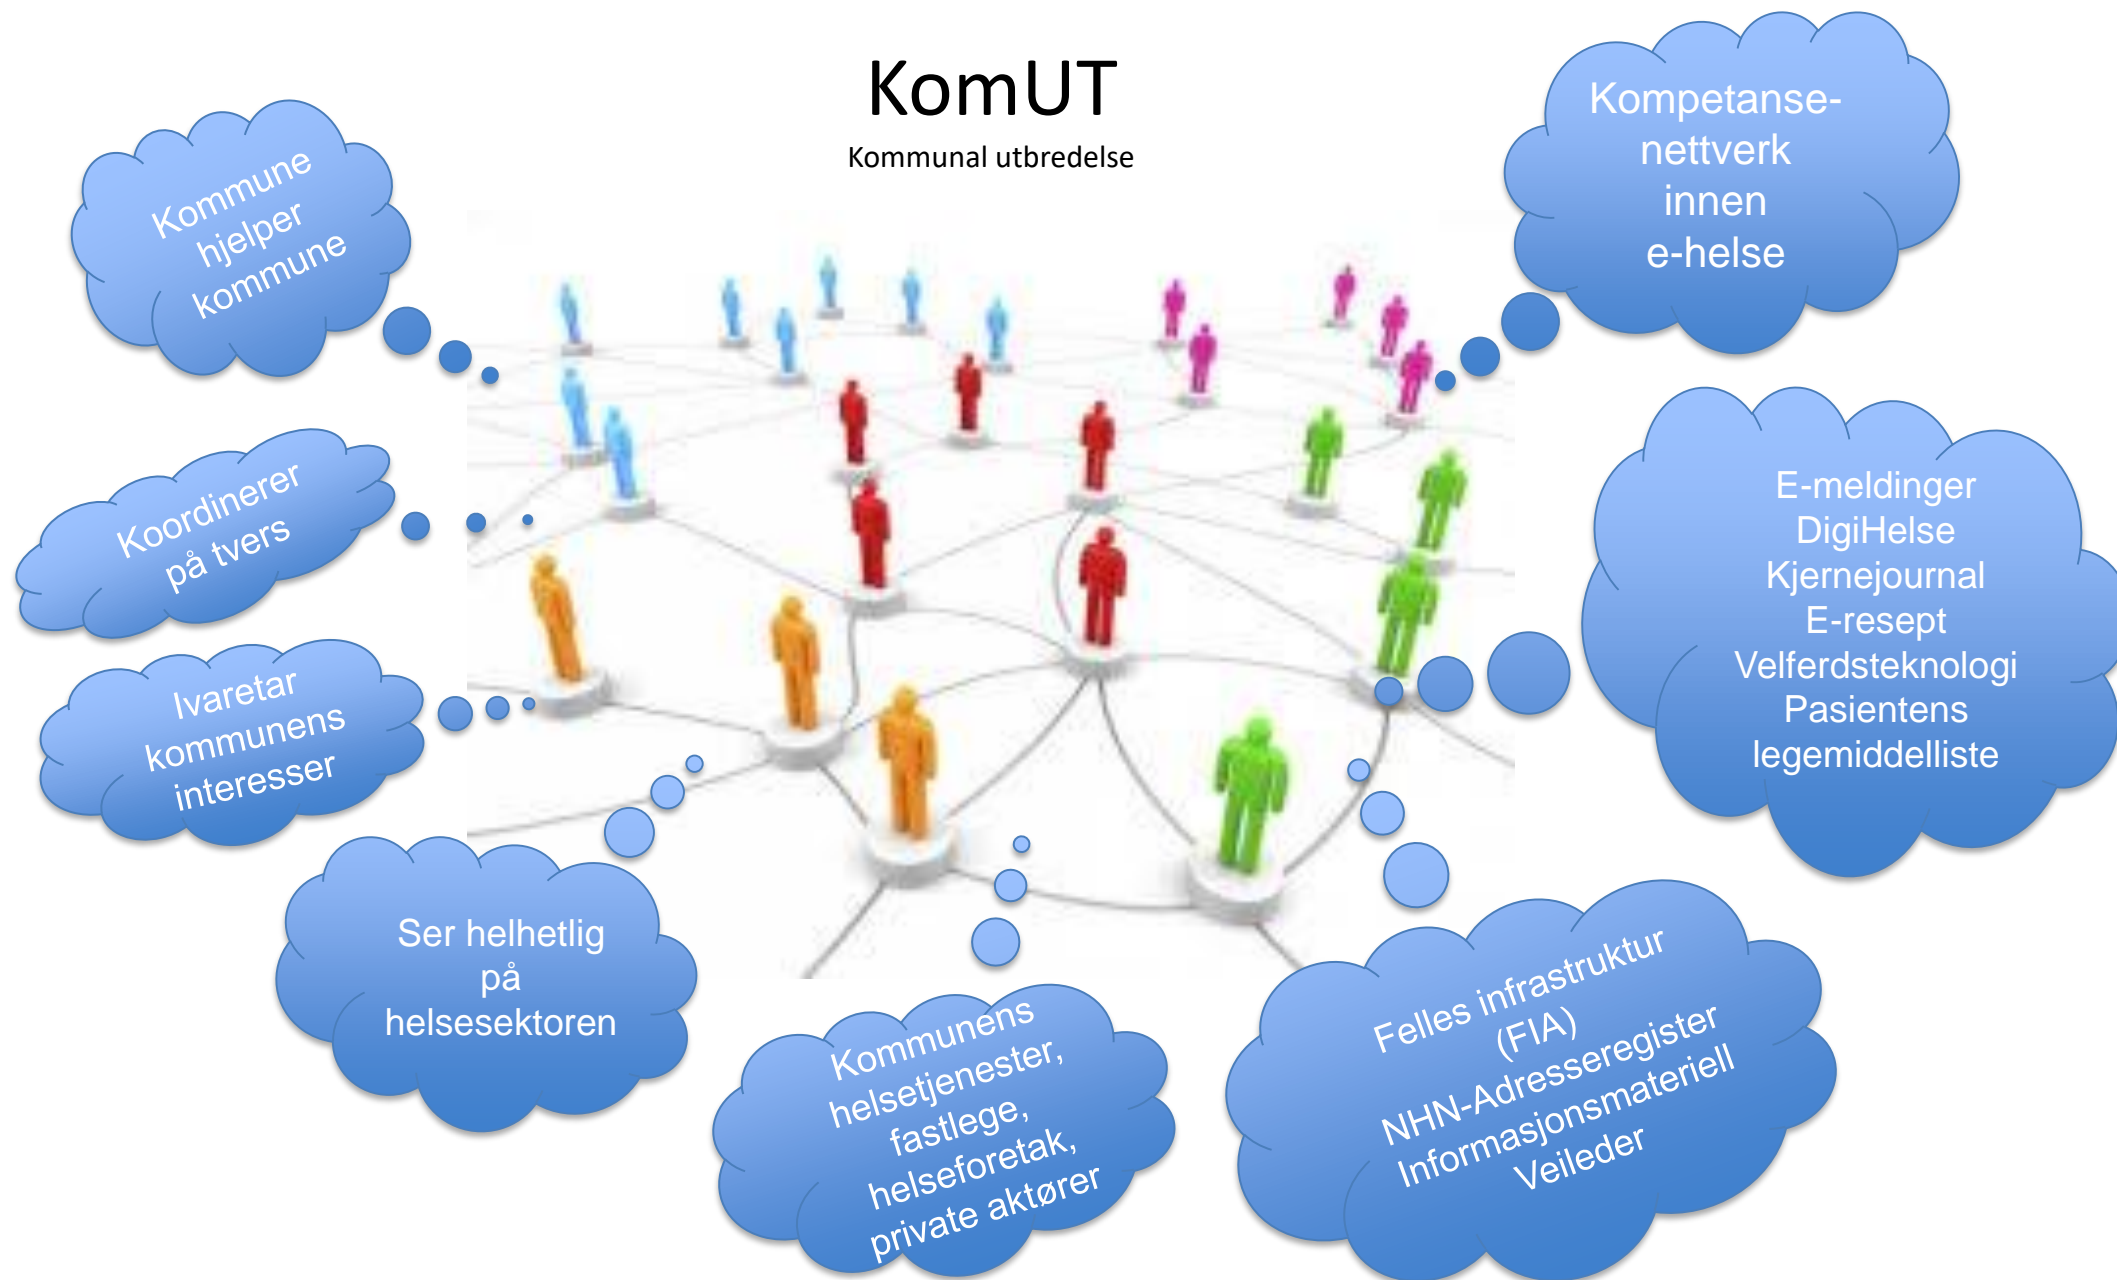 KomUT
Kommunal utbredelse
Kommune
hjelper
kommune
Koordinerer
på tvers
Ivaretar
kommunens
interesser
Ser helhetlig
på
helsesektoren
Kommunens
helsetjenester,
fastlege,
helseforetak,
private aktører
Felles infrastruktur
(FIA)
NHN-Adresseregister
Informasjonsmateriell
Veileder
E-meldinger
DigiHelse
Kjernejournal
E-resept
Velferdsteknologi
Pasientens
legemiddelliste
Kompetanse-
nettverk
innen
e-helse